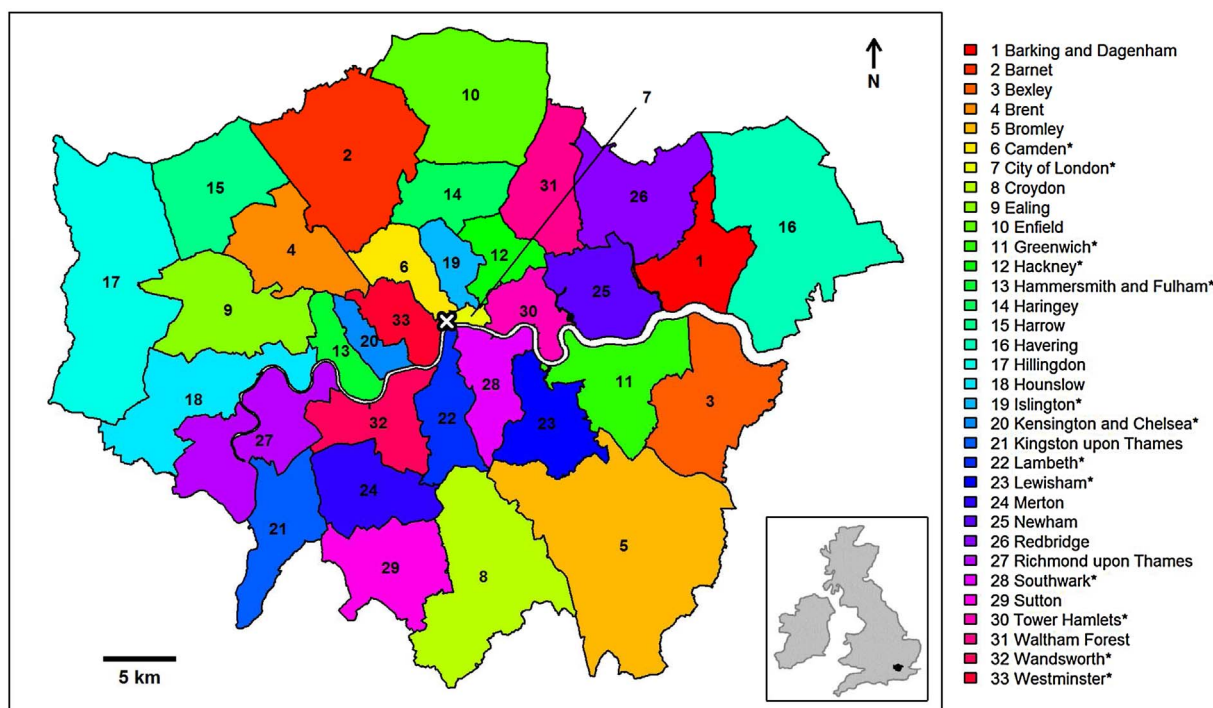 10
N
7
2
31
15
14
26
16
12
4
6
19
17
1
25
9
30
33
20
13
11
28
18
3
22
32
23
27
24
21
5
29
8
5 km
1 Barking and Dagenham
2 Barnet
3 Bexley
4 Brent
5 Bromley
6 Camden*
7 City of London*
8 Croydon
9 Ealing
10 Enfield
11 Greenwich*
12 Hackney*
13 Hammersmith and Fulham*
14 Haringey
15 Harrow
16 Havering
17 Hillingdon
18 Hounslow
19 Islington*
20 Kensington and Chelsea*
21 Kingston upon Thames
22 Lambeth*
23 Lewisham*
24 Merton
25 Newham
26 Redbridge
27 Richmond upon Thames
28 Southwark*
29 Sutton
30 Tower Hamlets*
31 Waltham Forest
32 Wandsworth*
33 Westminster*